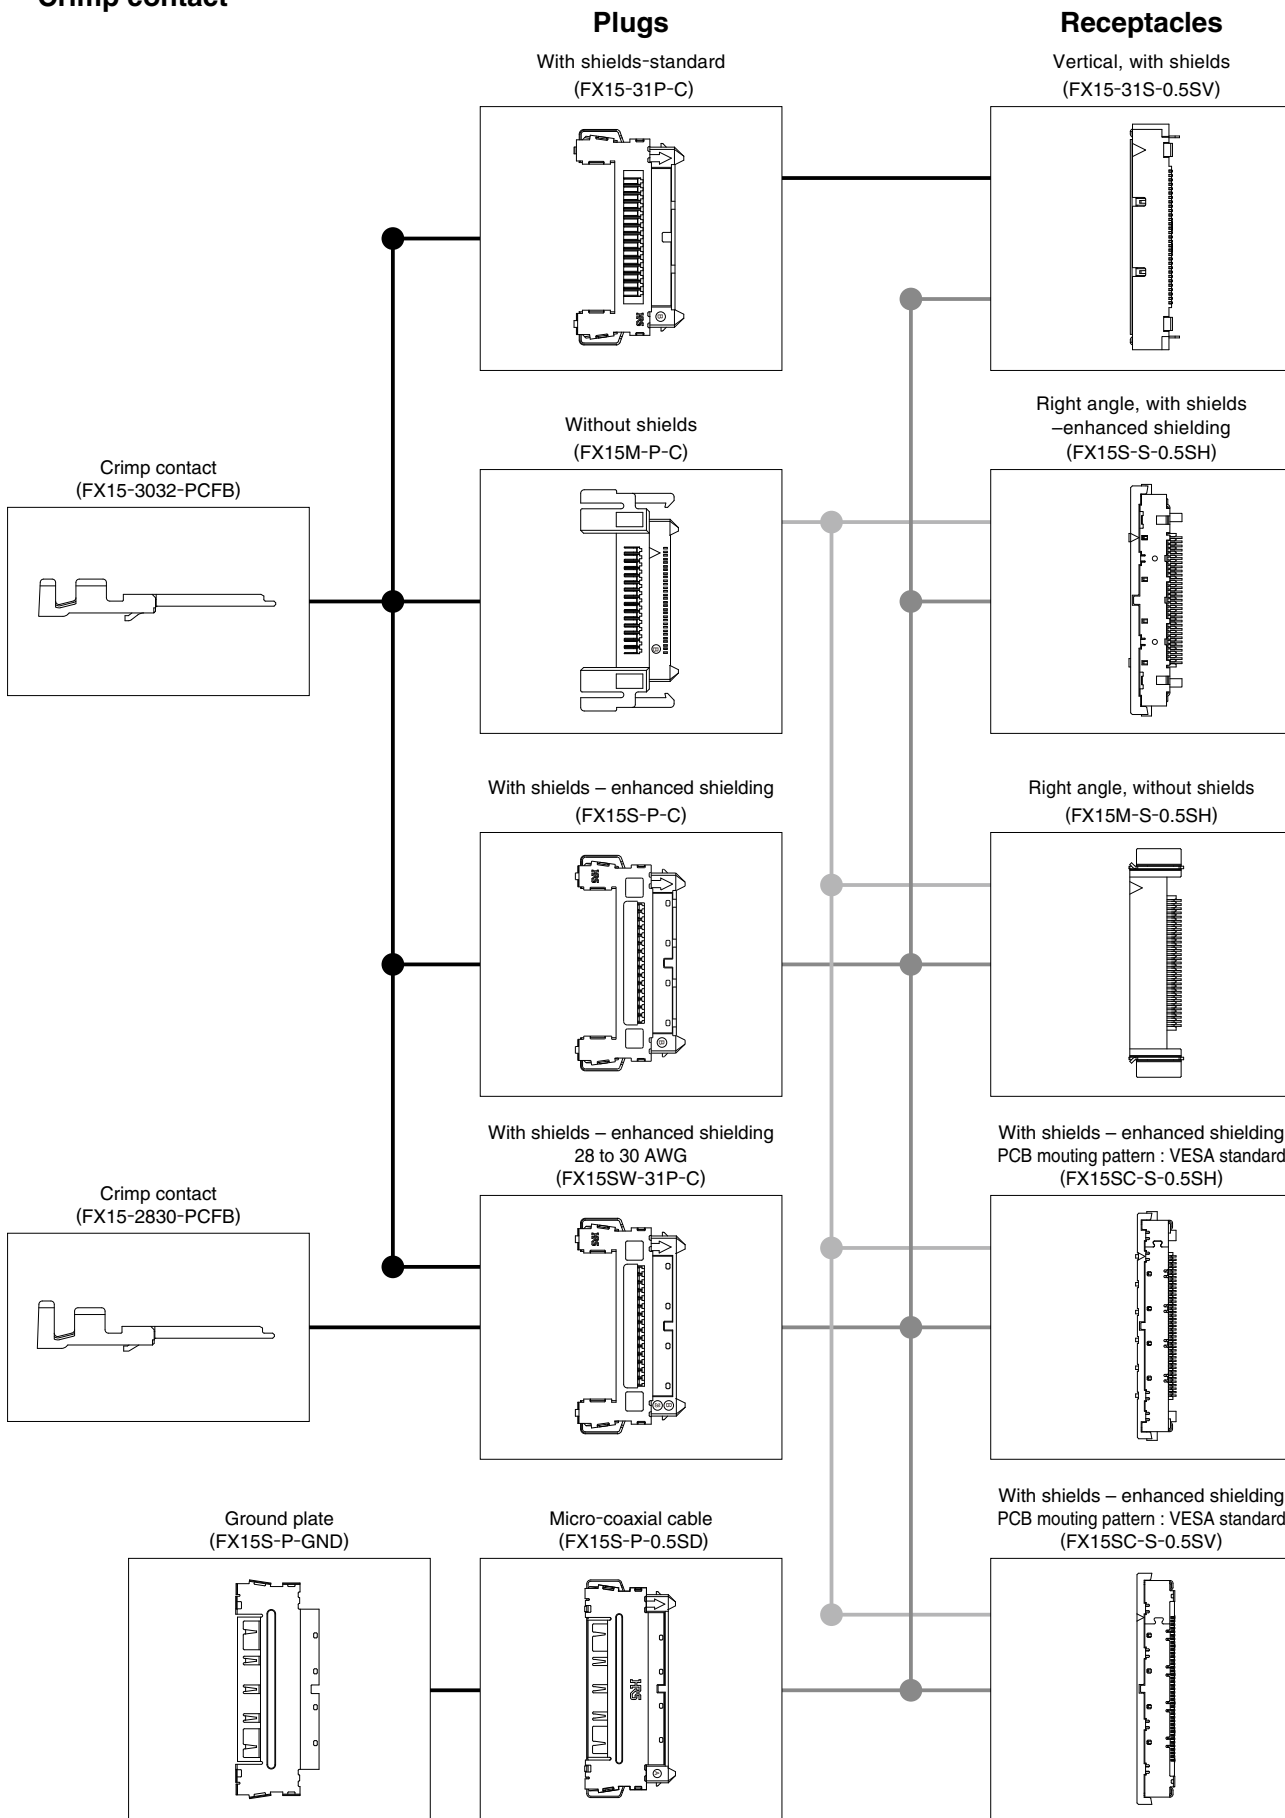 Crimp contact
Plugs
Receptacles
With shields-standard
(FX15-31P-C)
Vertical, with shields
(FX15-31S-0.5SV)
Without shields
(FX15M-P-C)
Right angle, with shields
–enhanced shielding
(FX15S-S-0.5SH)
Crimp contact
(FX15-3032-PCFB)
With shields – enhanced shielding
(FX15S-P-C)
Right angle, without shields
(FX15M-S-0.5SH)
With shields – enhanced shielding
28 to 30 AWG
(FX15SW-31P-C)
With shields – enhanced shielding
PCB mouting pattern : VESA standard
(FX15SC-S-0.5SH)
Crimp contact
(FX15-2830-PCFB)
Ground plate
(FX15S-P-GND)
Micro-coaxial cable
(FX15S-P-0.5SD)
With shields – enhanced shielding
PCB mouting pattern : VESA standard
(FX15SC-S-0.5SV)
HRS